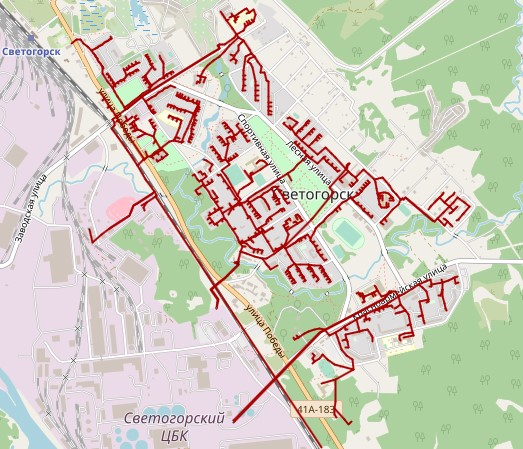 Светогорск
улица Победы
Спортивная улица
Лесная улица
Заводская улица
Светогорск
Красноармейская улица
улица Победы
41А-183
Светогорский
ЦБК